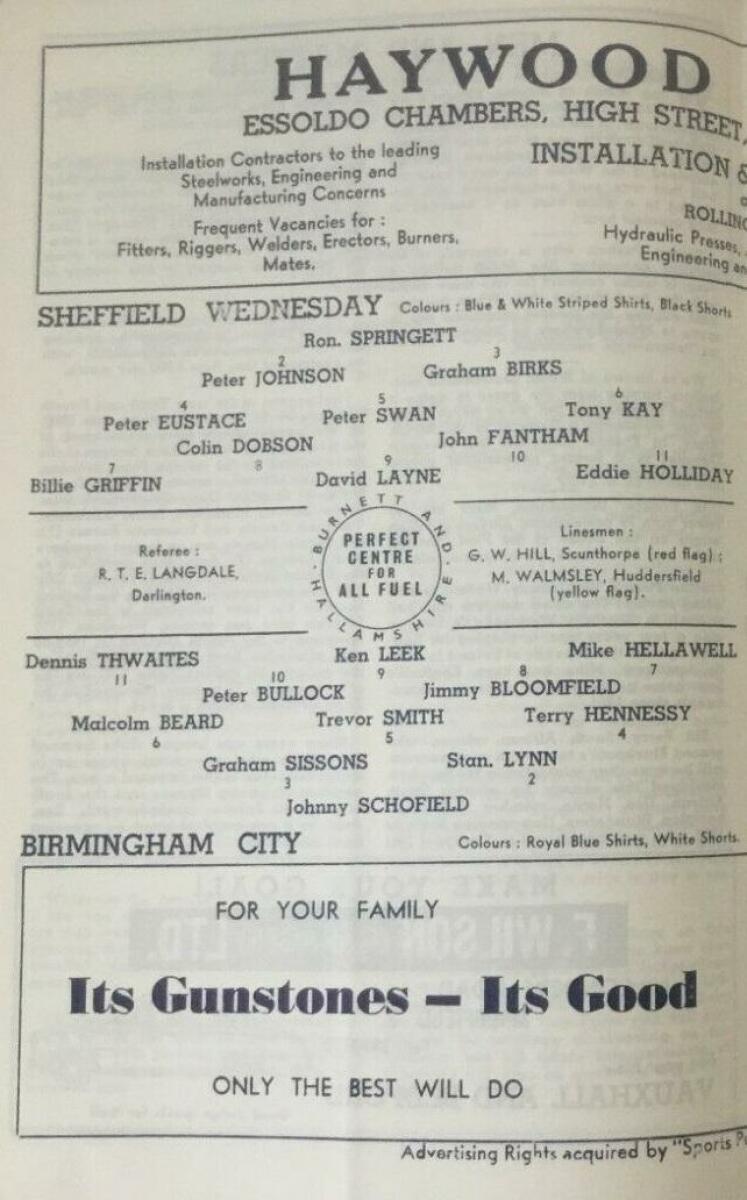 HAYWOOD
ESSOLDO CHAMBERS, HIGH STREET,
Installation Contractors to the leading
Steelworks, Engineering and
Manufacturing Concerns
Frequent Vacancies for :
Fitters, Riggers, Welders, Erectors, Burners,
Mates.
INSTALLATION &
ROLLING
Hydraulic Presses,
Engineering an
SHEFFIELD WEDNESDAY Colours : Blue & White Striped Shirts, Black Shorts
Ron. SPRINGETT
2 3
Peter JOHNSON Graham BIRKS
4 5 6
Peter EUSTACE Peter SWAN Tony KAY
Colin DOBSON John FANTHAM
7 8 9 10 11
Billie GRIFFIN David LAYNE Eddie HOLLIDAY
Referee :
R. T. E. LANGDALE,
Darlington.
BURNETT AND HALLAMSHIRE
PERFECT
CENTRE
FOR
ALL FUEL
Linesmen :
G. W. HILL, Scunthorpe (red flag) ;
M. WALMSLEY, Huddersfield
(yellow flag).
Dennis THWAITES Ken LEEK Mike HELLAWELL
11 10 9 8 7
Peter BULLOCK Jimmy BLOOMFIELD
Malcolm BEARD Trevor SMITH Terry HENNESSY
6 5 4
Graham SISSONS Stan. LYNN
3 2
Johnny SCHOFIELD
BIRMINGHAM CITY Colours : Royal Blue Shirts, White Shorts.
FOR YOUR FAMILY
Its Gunstones — Its Good
ONLY THE BEST WILL DO
Advertising Rights acquired by "Sports P